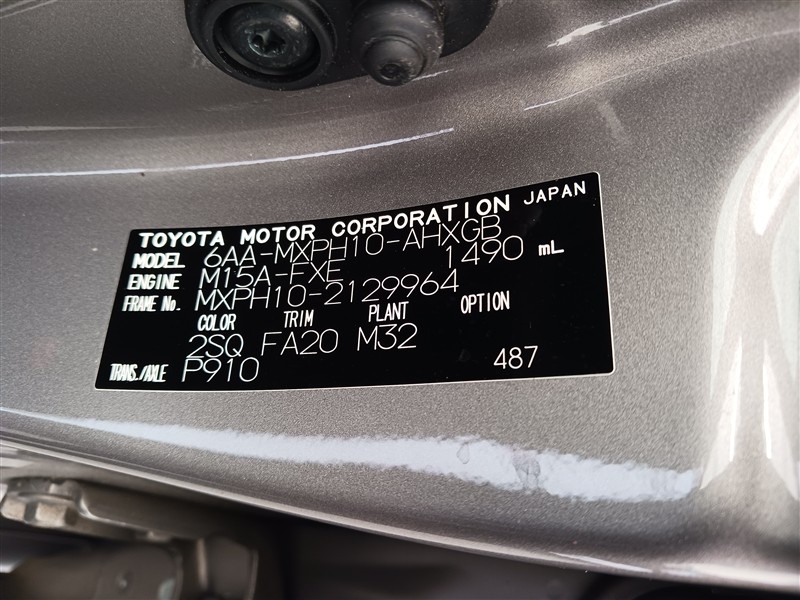 TOYOTA MOTOR CORPORATION JAPAN
MODEL 6AA-MXPH10-AHXGB
ENGINE M15A-FXE 1490 mL
FRAME No. MXPH10-2129964
COLOR TRIM PLANT OPTION
2SQ FA20 M32
TRANS./AXLE P910 487